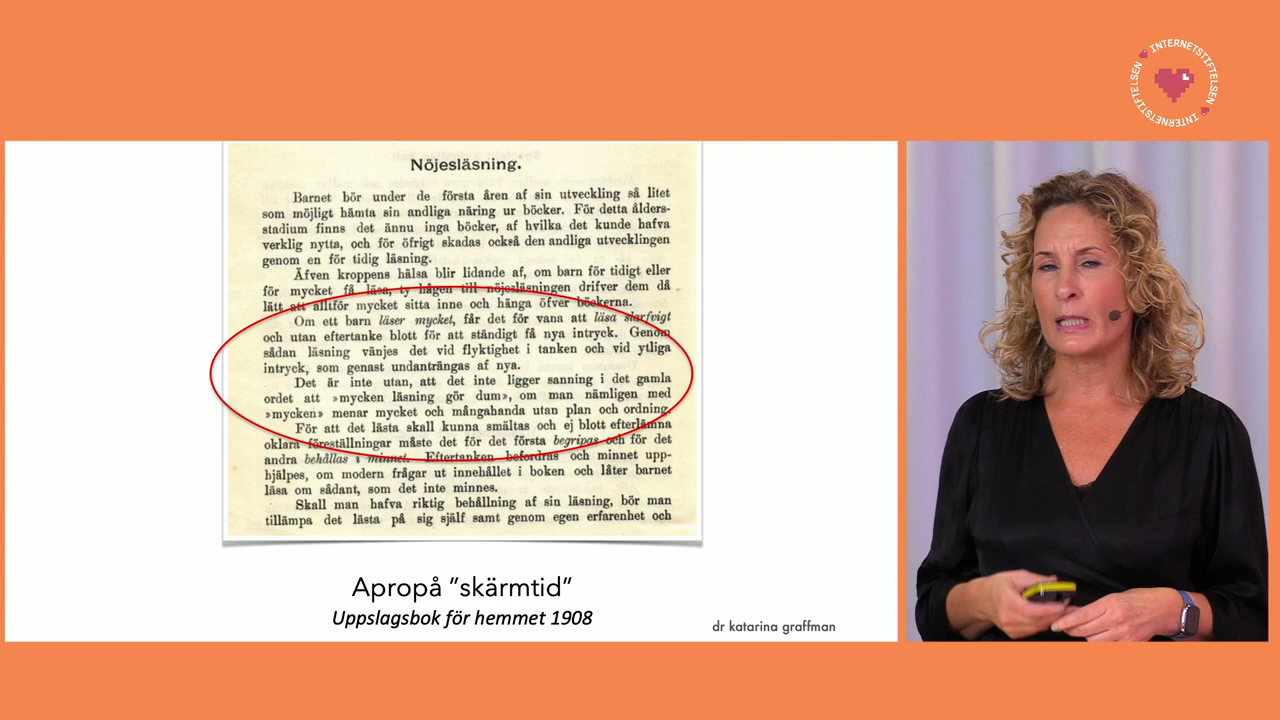 INTERNETSTIFTELSEN
INTERNETSTIFTELSEN
Nöjesläsning.
Barnet bör under de första åren af sin utveckling så litet
som möjligt hämta sin andliga näring ur böcker. För detta ålders-
stadium finns det ännu inga böcker, af hvilka det kunde hafva
verklig nytta, och för öfrigt skadas också den andliga utvecklingen
genom en för tidig läsning.
Äfven kroppens hälsa blir lidande af, om barn för tidigt eller
för mycket få läsa, ty hågen till nöjesläsningen drifver dem då
lätt att alltför mycket sitta inne och hänga öfver böckerna.
Om ett barn läser mycket, får det för vana att läsa slarfvigt
och utan eftertanke blott för att ständigt få nya intryck. Genom
sådan läsning vänjes det vid flyktighet i tanken och vid ytliga
intryck, som genast undanträngas af nya.
Det är inte utan, att det inte ligger sanning i det gamla
ordet att »mycken läsning gör dum», om man nämligen med
»mycken» menar mycket och mångahanda utan plan och ordning.
För att det lästa skall kunna smältas och ej blott efterlämna
oklara föreställningar måste det för det första begripas och för det
andra behållas i minnet. Eftertanken befordras och minnet upp-
hjälpes, om modern frågar ut innehållet i boken och låter barnet
läsa om sådant, som det inte minnes.
Skall man hafva riktig behållning af sin läsning, bör man
tillämpa det lästa på sig själf samt genom egen erfarenhet och
Apropå ”skärmtid”
Uppslagsbok för hemmet 1908
dr katarina graffman